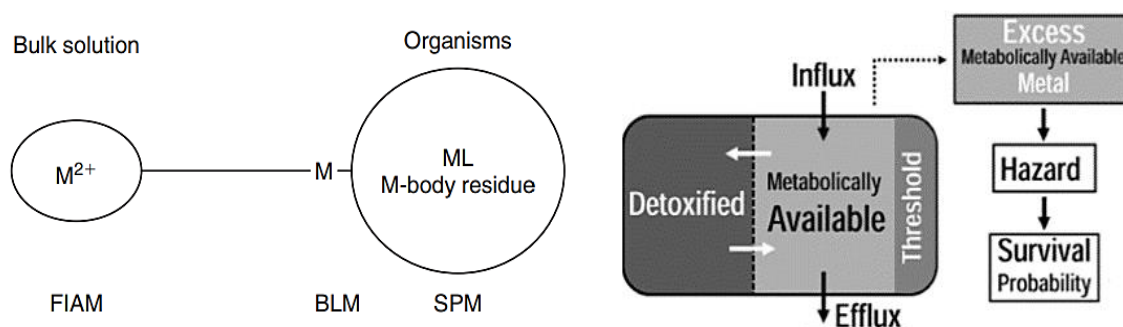 Bulk solution
Organisms
M2+
M
ML
M-body residue
FIAM
BLM
SPM
Influx
Detoxified
Metabolically
Available
Threshold
Efflux
Excess
Metabolically Available
Metal
Hazard
Survival
Probability